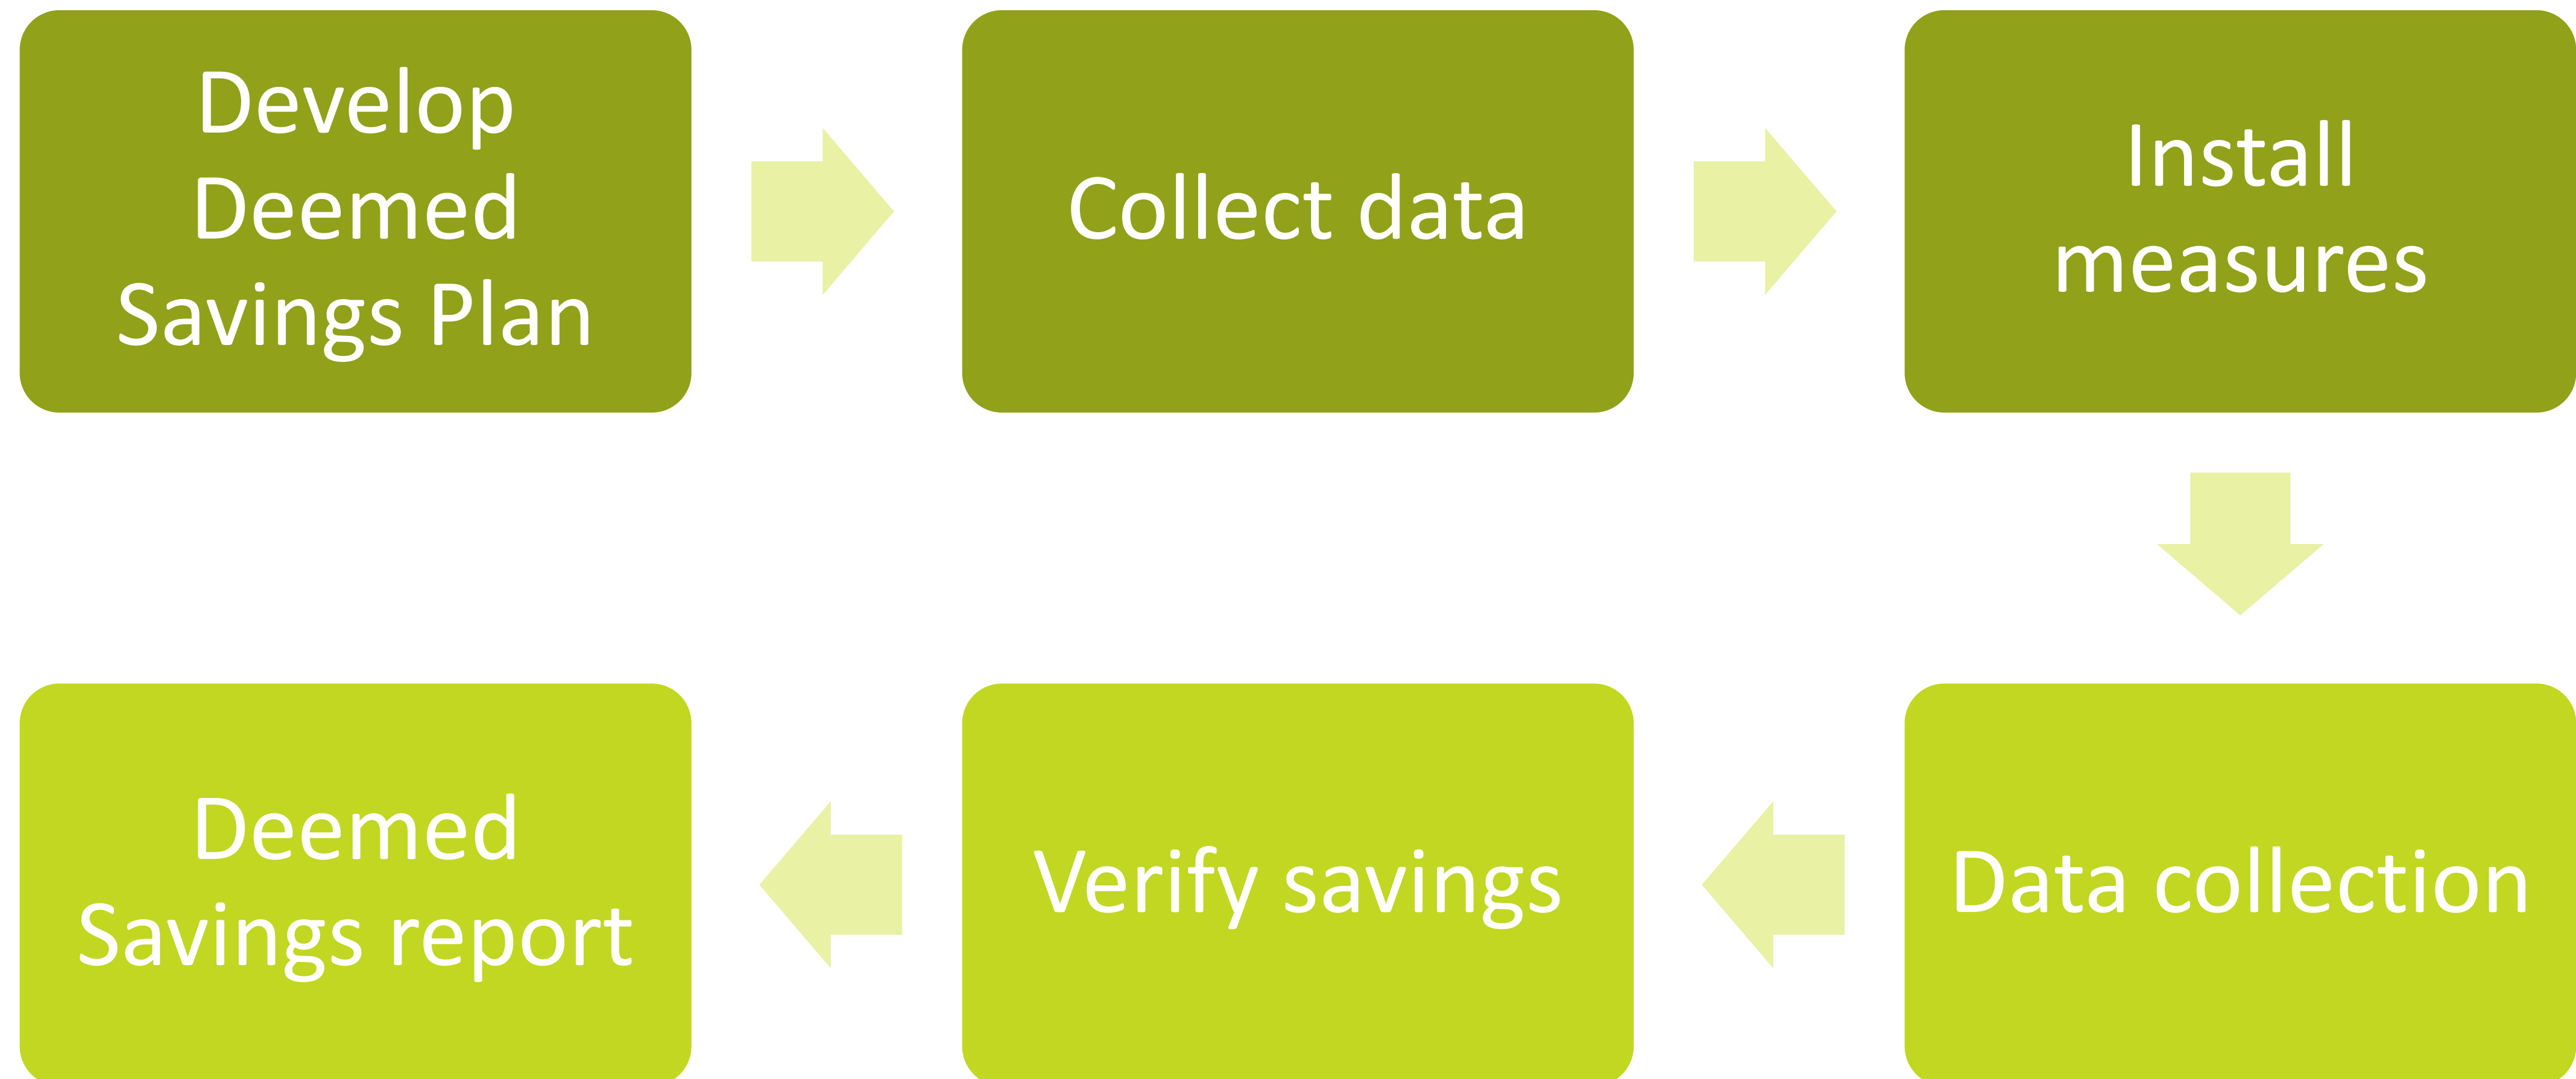 Develop
Deemed
Savings Plan
Collect data
Install
measures
Data collection
Verify savings
Deemed
Savings report